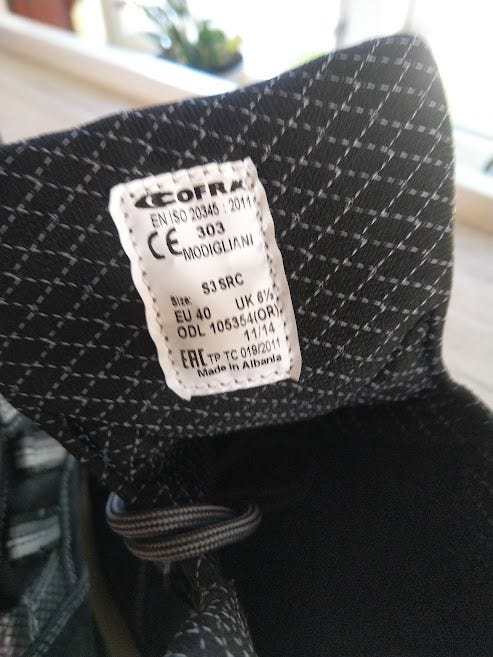 COFRA
EN ISO 20345 : 2011
CE 303
MODIGLIANI
S3 SRC
Size:
EU 40 UK 6½
ODL 105354(OR)
11/14
EAC TP TC 019/2011
Made in Albania